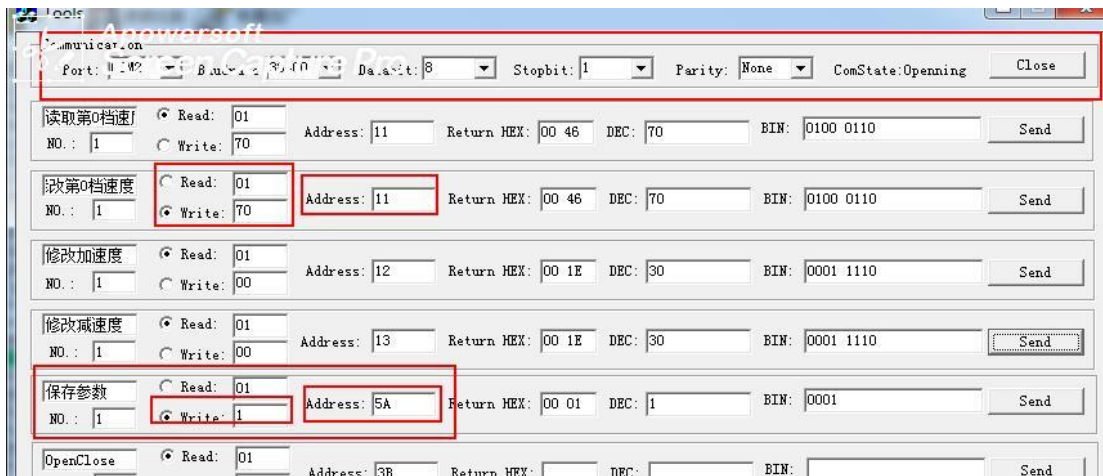 Tools
Apowersoft
Screen Capture Pro
Communication
Port: Databit: 8 Stopbit: 1 Parity: None ComState:Openning Close
读取第0档速 Read: 01
NO.: 1 Write: 70 Address: 11 Return HEX: 00 46 DEC: 70 BIN: 0100 0110 Send
改第0档速度 Read: 01
NO.: 1 Write: 70 Address: 11 Return HEX: 00 46 DEC: 70 BIN: 0100 0110 Send
修改加速度 Read: 01
NO.: 1 Write: 00 Address: 12 Return HEX: 00 1E DEC: 30 BIN: 0001 1110 Send
修改减速度 Read: 01
NO.: 1 Write: 00 Address: 13 Return HEX: 00 1E DEC: 30 BIN: 0001 1110 Send
保存参数 Read: 01
NO.: 1 Write: 1 Address: 5A Return HEX: 00 01 DEC: 1 BIN: 0001 Send
OpenClose Read: 01
Address: 3B Return HEX: DEC: BIN: Send